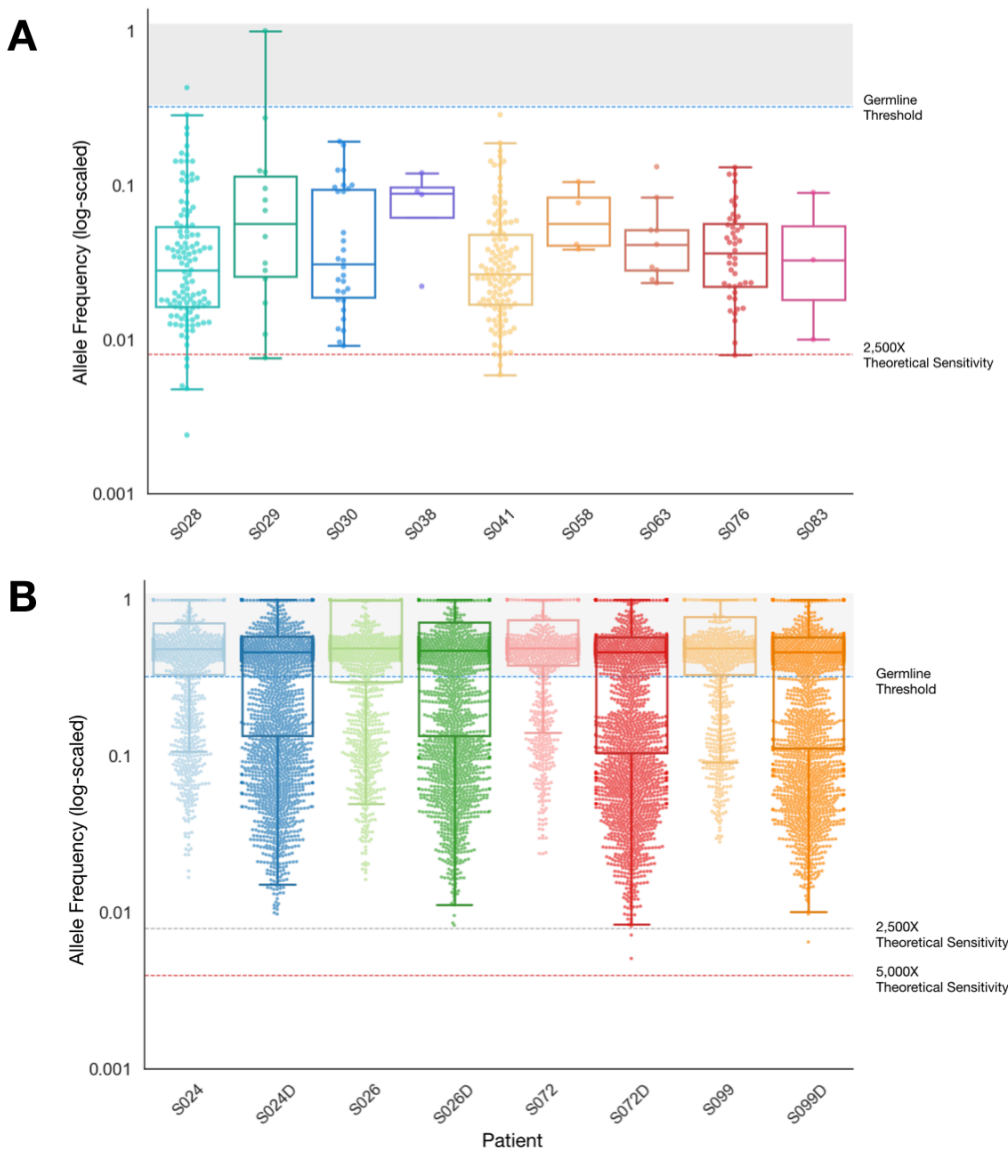 A
Allele Frequency (log-scaled)
1
0.1
0.01
0.001
Germline
Threshold
2,500X
Theoretical Sensitivity
S028
S029
S030
S038
S041
S058
S063
S076
S083
B
Allele Frequency (log-scaled)
1
0.1
0.01
0.001
Germline
Threshold
2,500X
Theoretical Sensitivity
5,000X
Theoretical Sensitivity
S024
S024D
S026
S026D
S072
S072D
S099
S099D
Patient